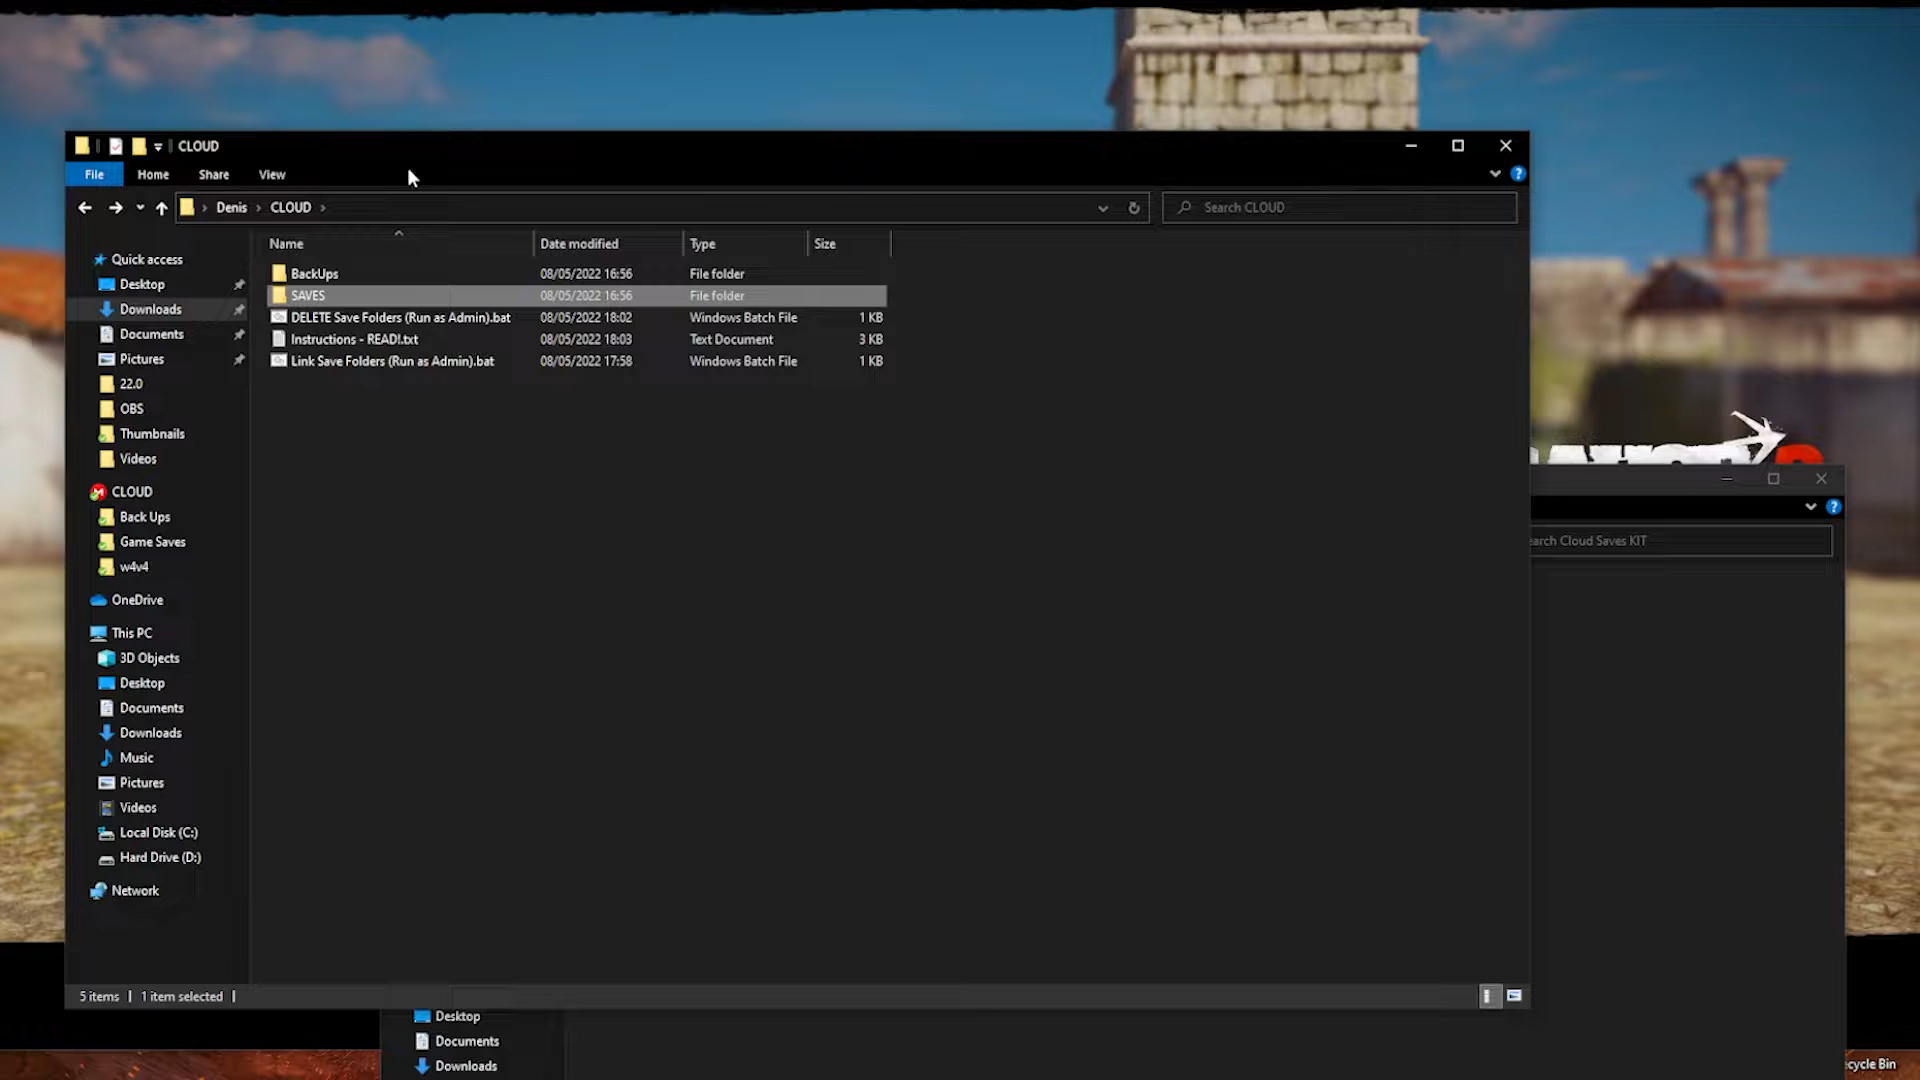 CLOUD
File Home Share View
Denis CLOUD
Search CLOUD
Name Date modified Type Size
BackUps 08/05/2022 16:56 File folder
SAVES 08/05/2022 16:56 File folder
DELETE Save Folders (Run as Admin).bat 08/05/2022 18:02 Windows Batch File 1 KB
Instructions - READ!.txt 08/05/2022 18:03 Text Document 3 KB
Link Save Folders (Run as Admin).bat 08/05/2022 17:58 Windows Batch File 1 KB
Quick access
Desktop
Downloads
Documents
Pictures
22.0
OBS
Thumbnails
Videos
CLOUD
Back Ups
Game Saves
w4v4
OneDrive
This PC
3D Objects
Desktop
Documents
Downloads
Music
Pictures
Videos
Local Disk (C:)
Hard Drive (D:)
Network
5 items 1 item selected
earch Cloud Saves KIT
Desktop
Documents
Downloads
ecycle Bin